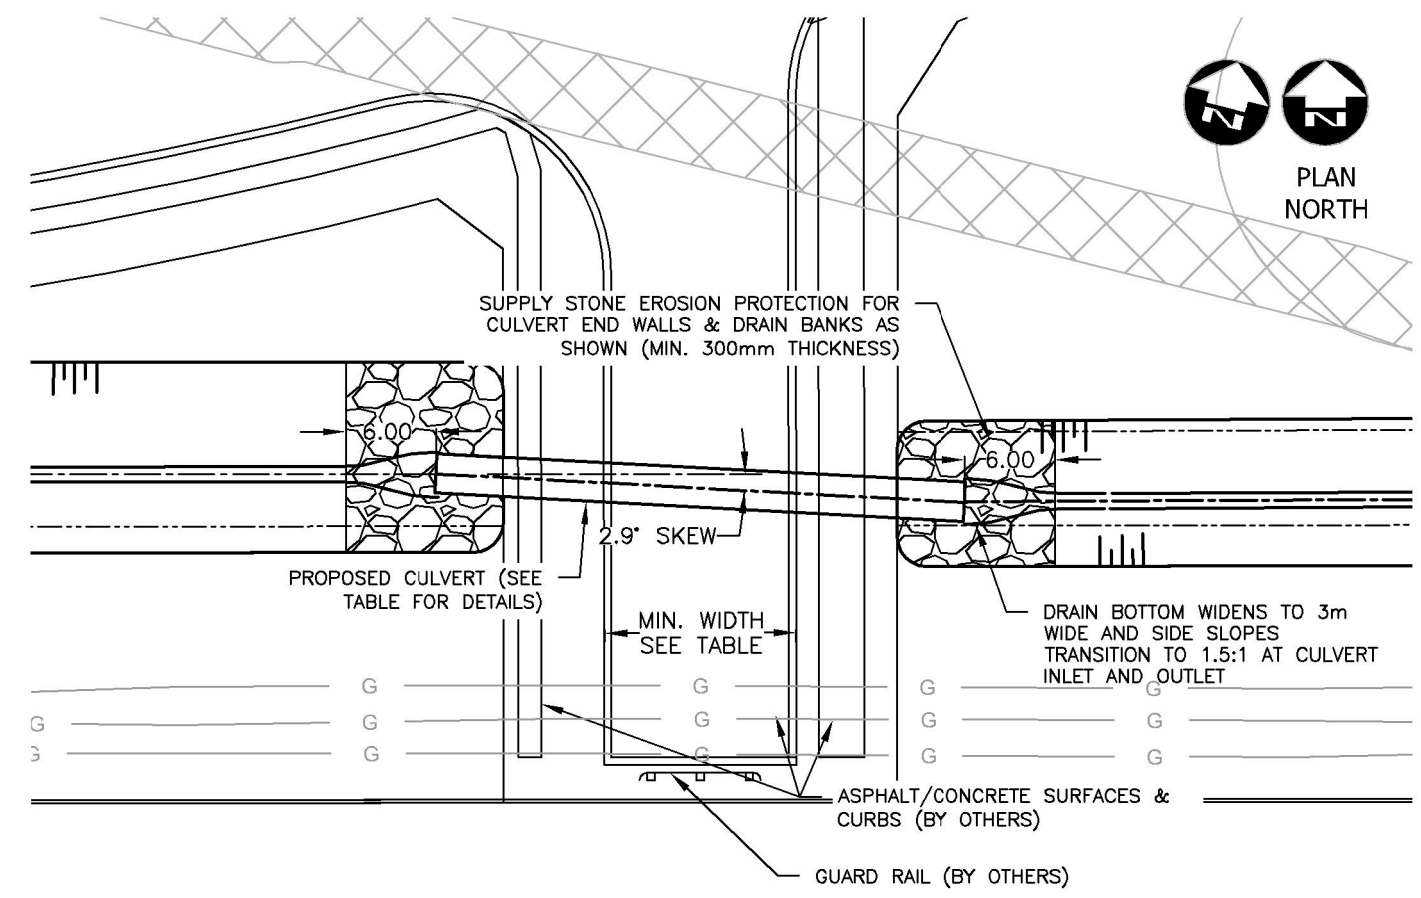 N N
PLAN
NORTH
SUPPLY STONE EROSION PROTECTION FOR
CULVERT END WALLS & DRAIN BANKS AS
SHOWN (MIN. 300mm THICKNESS)
6.00
6.00
2.9° SKEW
PROPOSED CULVERT (SEE
TABLE FOR DETAILS)
MIN. WIDTH
SEE TABLE
DRAIN BOTTOM WIDENS TO 3m
WIDE AND SIDE SLOPES
TRANSITION TO 1.5:1 AT CULVERT
INLET AND OUTLET
G G G G
G G G G G
G G G G G
ASPHALT/CONCRETE SURFACES &
CURBS (BY OTHERS)
GUARD RAIL (BY OTHERS)